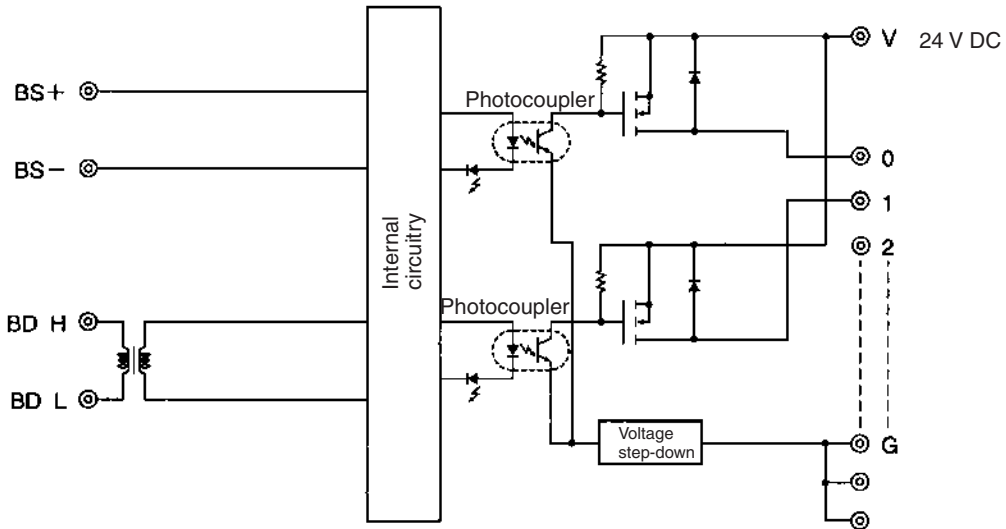 V 24 V DC
BS+
Photocoupler
0
BS−
1
Internal circuitry
2
Photocoupler
BD H
BD L
Voltage
step-down
G